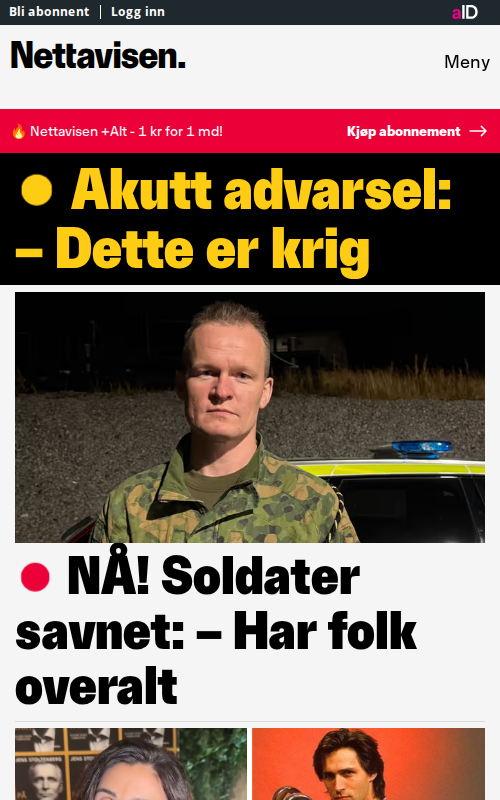 Bli abonnent | Logg inn
aID
Nettavisen.
Meny
🔥 Nettavisen +Alt - 1 kr for 1 md!
Kjøp abonnement →
Akutt advarsel:
– Dette er krig
NÅ! Soldater
savnet: – Har folk
overalt